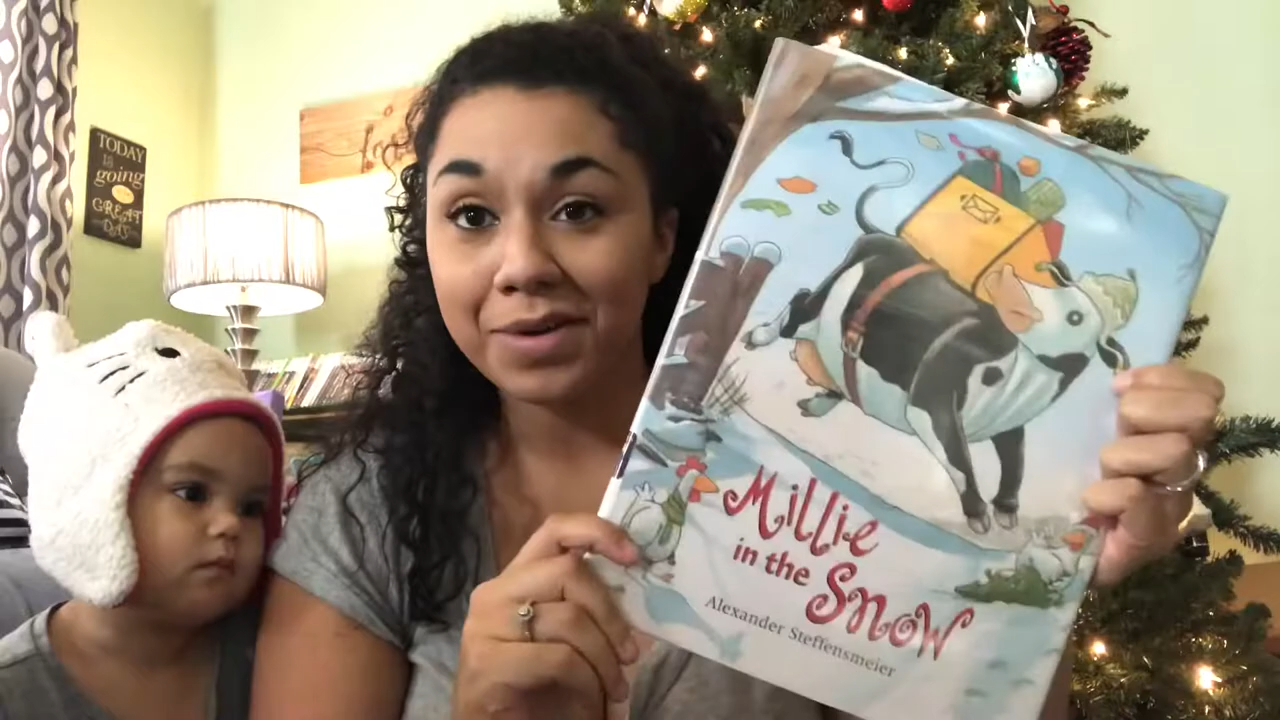 TODAY
is
going
GREAT
DAY
Millie
in the
Snow
Alexander Steffensmeier